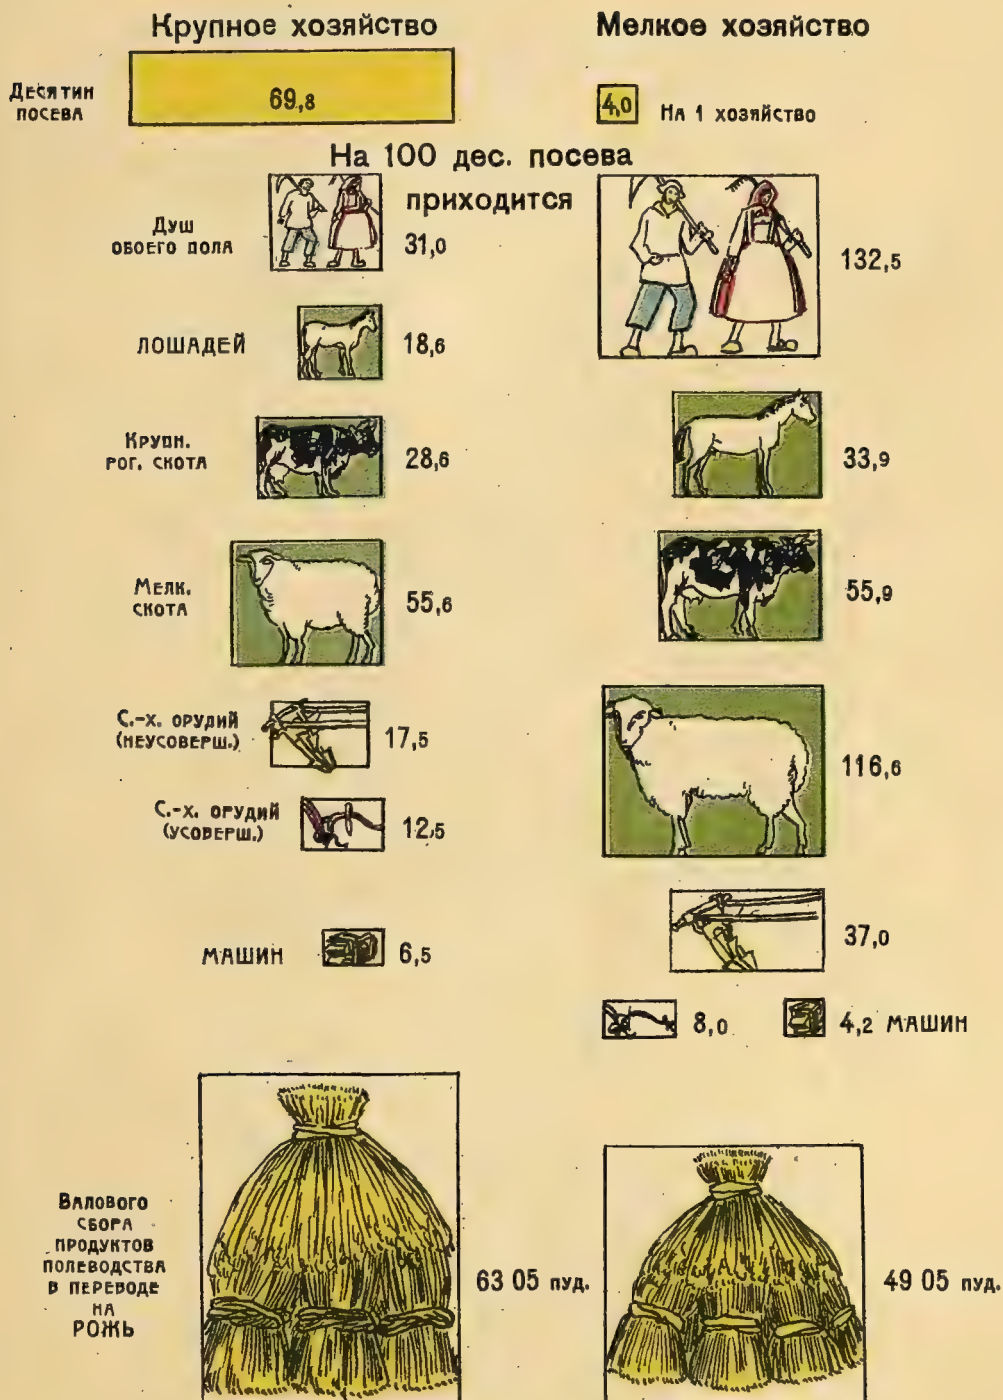 Крупное хозяйство
Мелкое хозяйство
Десятин
посева
69,8
4,0
На 1 хозяйство
На 100 дес. посева
приходится
Душ
обоего пола
31,0
132,5
Лошадей
18,6
33,9
Крупн.
рог. скота
28,6
55,9
Мелк.
скота
55,6
116,6
С.-х. орудий
(неусоверш.)
17,5
37,0
С.-х. орудий
(усоверш.)
12,5
8,0
Машин
6,5
4,2 машин
Валового
сбора
продуктов
полеводства
в переводе
на
рожь
63 05 пуд.
49 05 пуд.